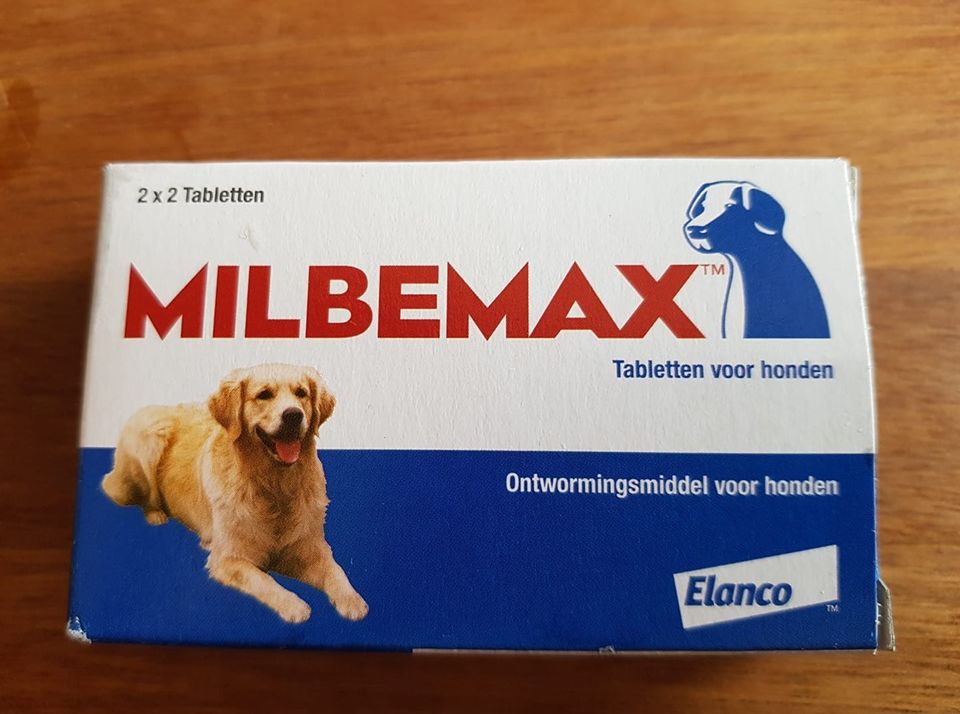 2 x 2 Tabletten
MILBEMAX™
Tabletten voor honden
Ontwormingsmiddel voor honden
Elanco™